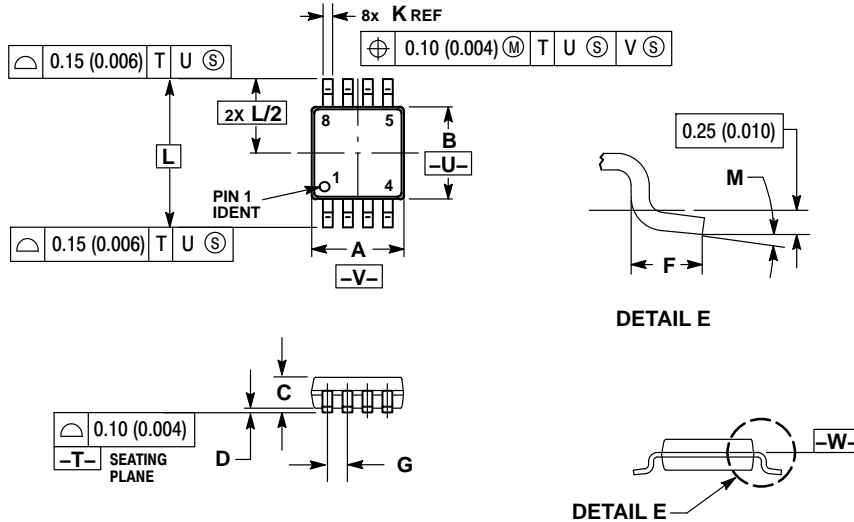 8x K REF
⌓ 0.15 (0.006) T U Ⓢ
⌖ 0.10 (0.004) Ⓜ T U Ⓢ V Ⓢ
2X L/2
8 5
B
–U–
L
PIN 1
IDENT
1
4
⌓ 0.15 (0.006) T U Ⓢ
A
–V–
0.25 (0.010)
M
F
DETAIL E
C
⌓ 0.10 (0.004)
–T– SEATING
PLANE
D
G
–W–
DETAIL E